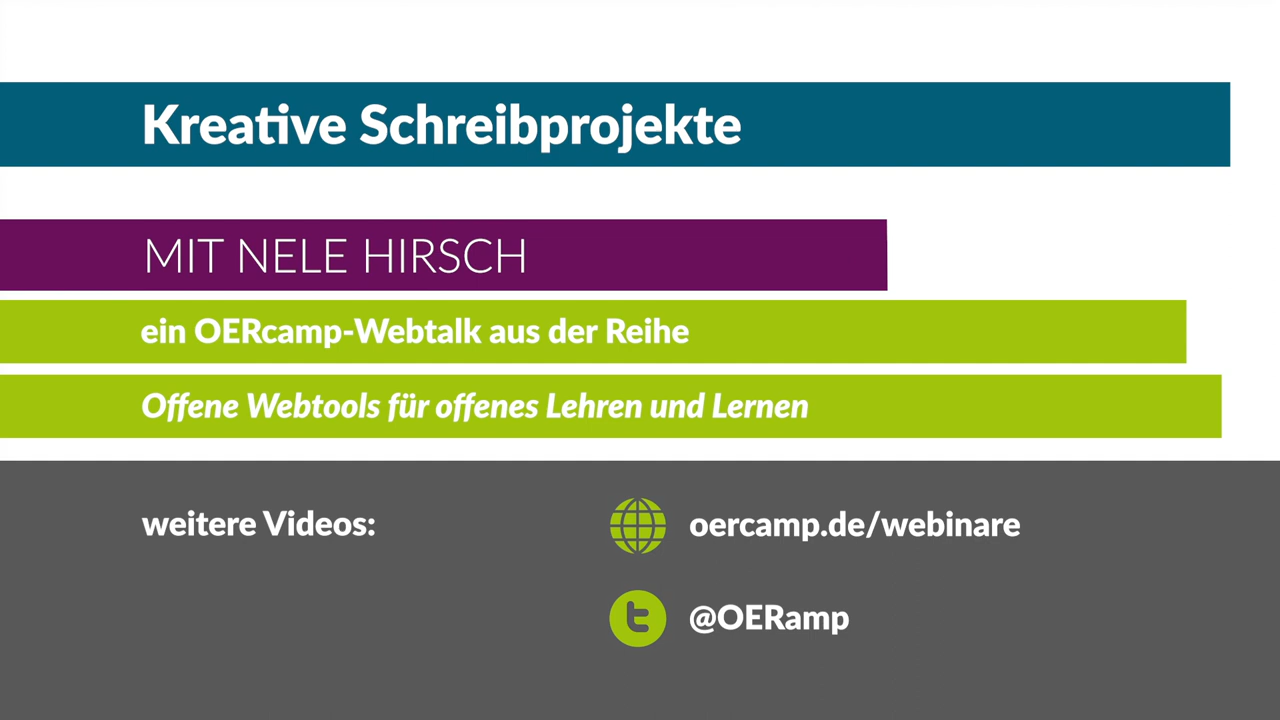 Kreative Schreibprojekte
MIT NELE HIRSCH
ein OERcamp-Webtalk aus der Reihe
Offene Webtools für offenes Lehren und Lernen
weitere Videos:
oercamp.de/webinare
@OERamp